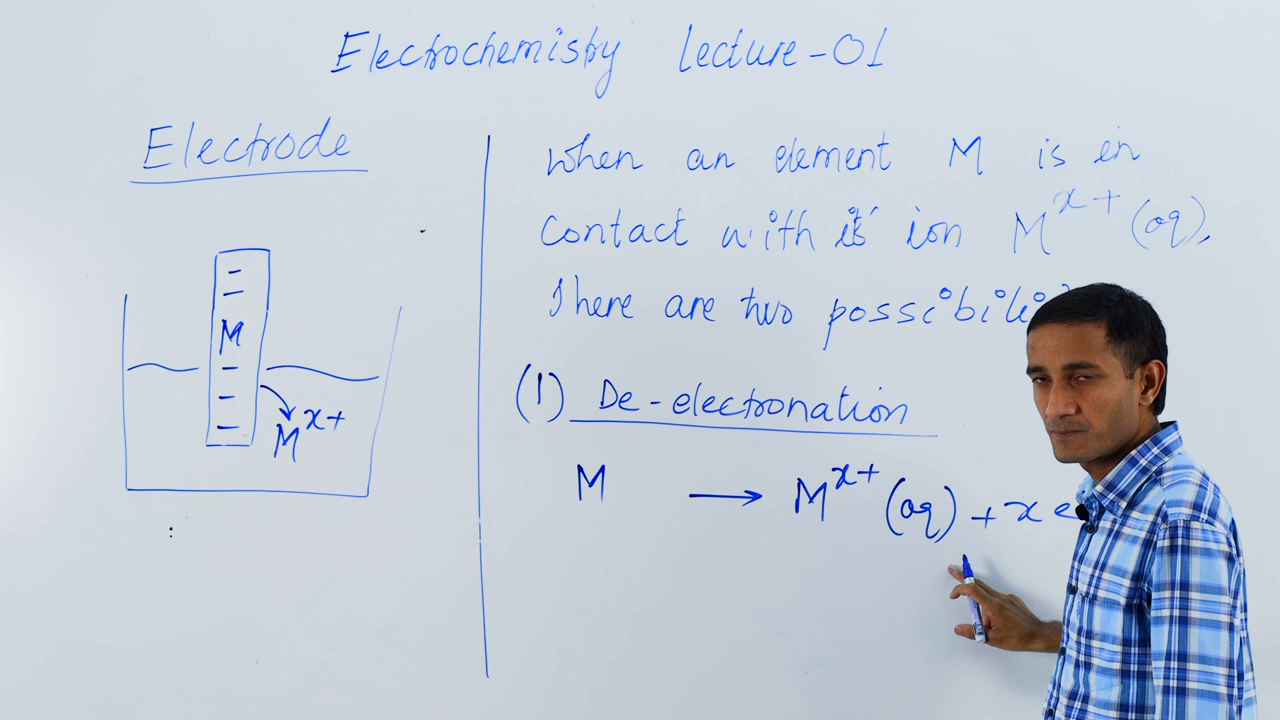 Electrochemistry Lecture-01
Electrode
M
M^x+
When an element M is in
contact with it's ion M^x+ (aq),
There are two
(1) De-electronation
M → M^x+ (aq) + x e